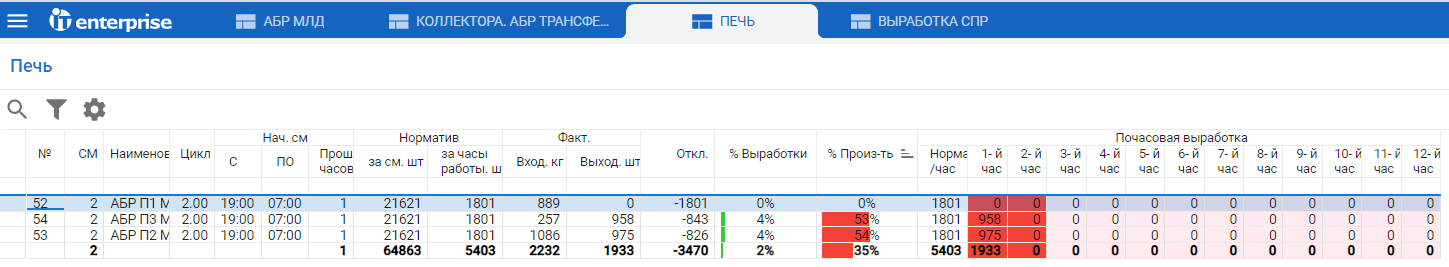 IT enterprise АБР МЛД КОЛЛЕКТОРА. АБР ТРАНСФЕ... ПЕЧЬ ВЫРАБОТКА СПР
Печь
Нач. см Норматив Факт. Почасовая выработка
№ СМ Наименов Цикл С ПО Прош часов за см. шт за часы работы. ш Вход. кг Выход. шт Откл. % Выработки % Произ-ть Норма /час 1- й час 2- й час 3- й час 4- й час 5- й час 6- й час 7- й час 8- й час 9- й час 10- й час 11- й час 12- й час
52 2 АБР П1 М 2.00 19:00 07:00 1 21621 1801 889 0 -1801 0% 0% 1801 0 0 0 0 0 0 0 0 0 0 0 0
54 2 АБР П3 М 2.00 19:00 07:00 1 21621 1801 257 958 -843 4% 53% 1801 958 0 0 0 0 0 0 0 0 0 0 0
53 2 АБР П2 М 2.00 19:00 07:00 1 21621 1801 1086 975 -826 4% 54% 1801 975 0 0 0 0 0 0 0 0 0 0 0
2 1 64863 5403 2232 1933 -3470 2% 35% 5403 1933 0 0 0 0 0 0 0 0 0 0 0